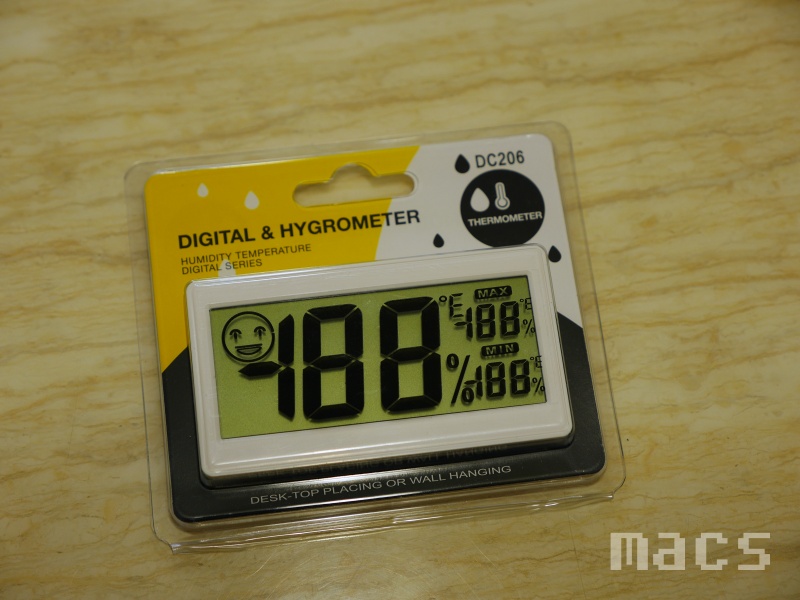 DC206
THERMOMETER
DIGITAL & HYGROMETER
HUMIDITY TEMPERATURE
DIGITAL SERIES
-188 °E %
MAX
-188 °E %
MIN
-188 °E %
DESK-TOP PLACING OR WALL HANGING
macs